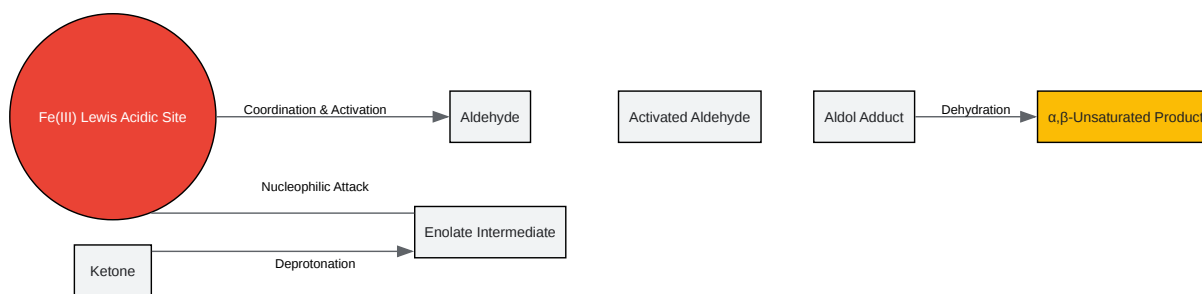 Fe(III) Lewis Acidic Site
Coordination & Activation
Aldehyde
Activated Aldehyde
Aldol Adduct
Dehydration
α,β-Unsaturated Product
Nucleophilic Attack
Enolate Intermediate
Ketone
Deprotonation